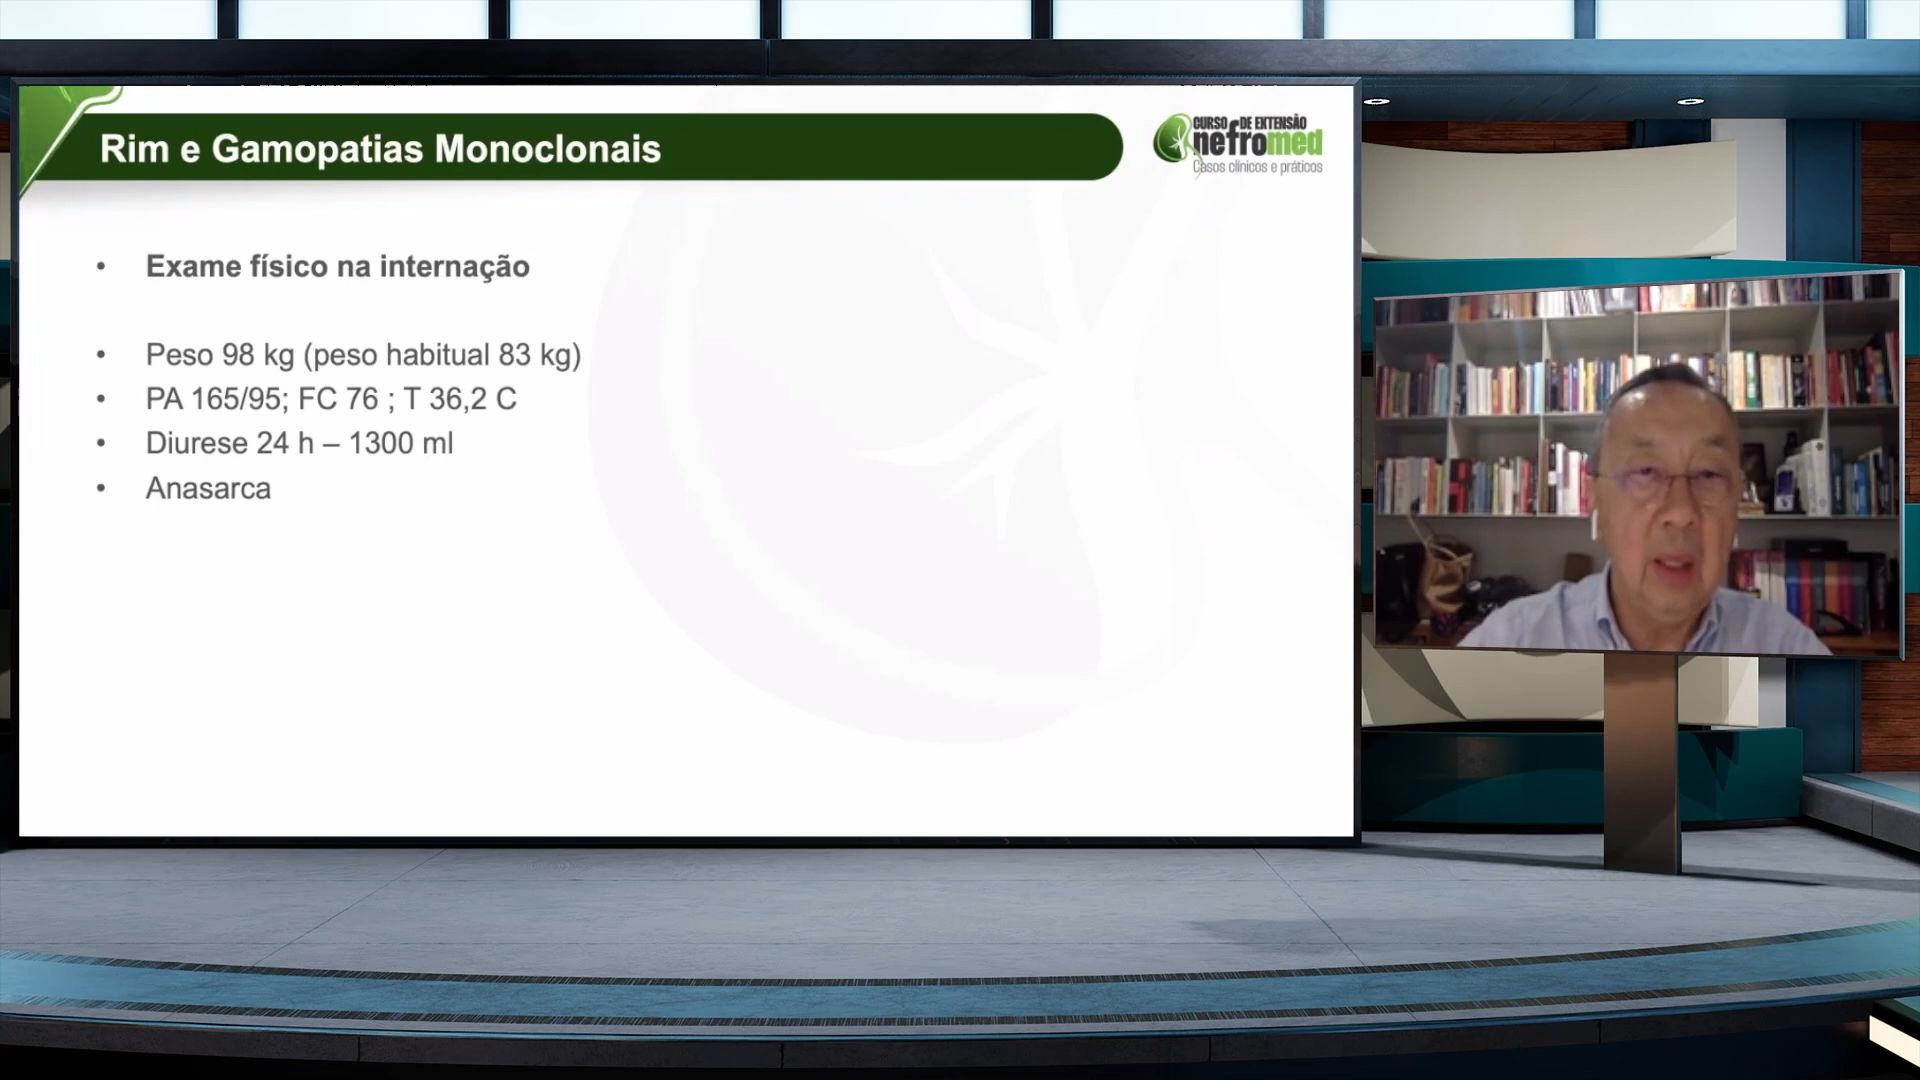 Rim e Gamopatias Monoclonais
CURSO DE EXTENSÃO
nefromed
Casos clínicos e práticos
• Exame físico na internação
• Peso 98 kg (peso habitual 83 kg)
• PA 165/95; FC 76 ; T 36,2 C
• Diurese 24 h – 1300 ml
• Anasarca